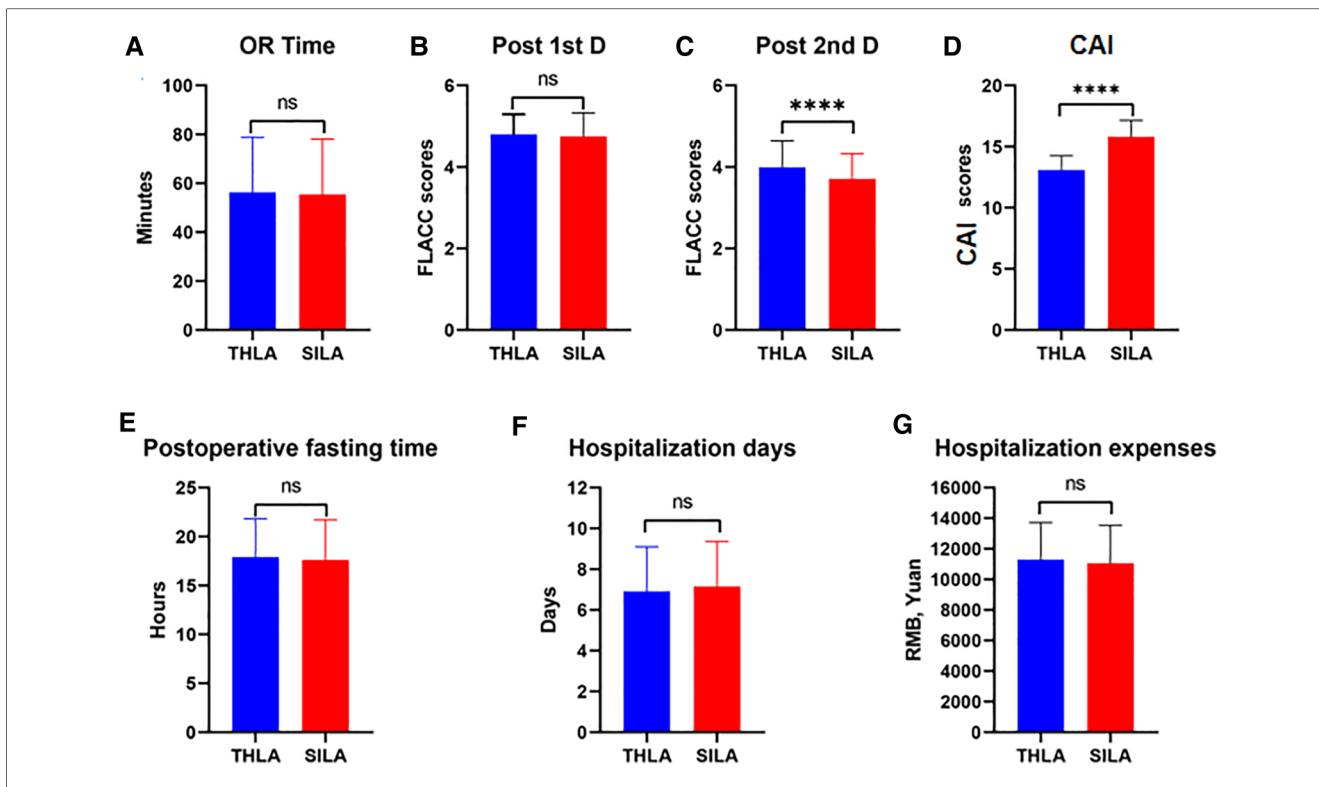 A
OR Time
Minutes
100
80
60
40
20
0
ns
THLA SILA
B
Post 1st D
FLACC scores
6
4
2
0
ns
THLA SILA
C
Post 2nd D
FLACC scores
6
4
2
0
****
THLA SILA
D
CAI
CAI scores
20
15
10
5
0
****
THLA SILA
E
Postoperative fasting time
Hours
25
20
15
10
5
0
ns
THLA SILA
F
Hospitalization days
Days
12
10
8
6
4
2
0
ns
THLA SILA
G
Hospitalization expenses
RMB, Yuan
16000
14000
12000
10000
8000
6000
4000
2000
0
ns
THLA SILA